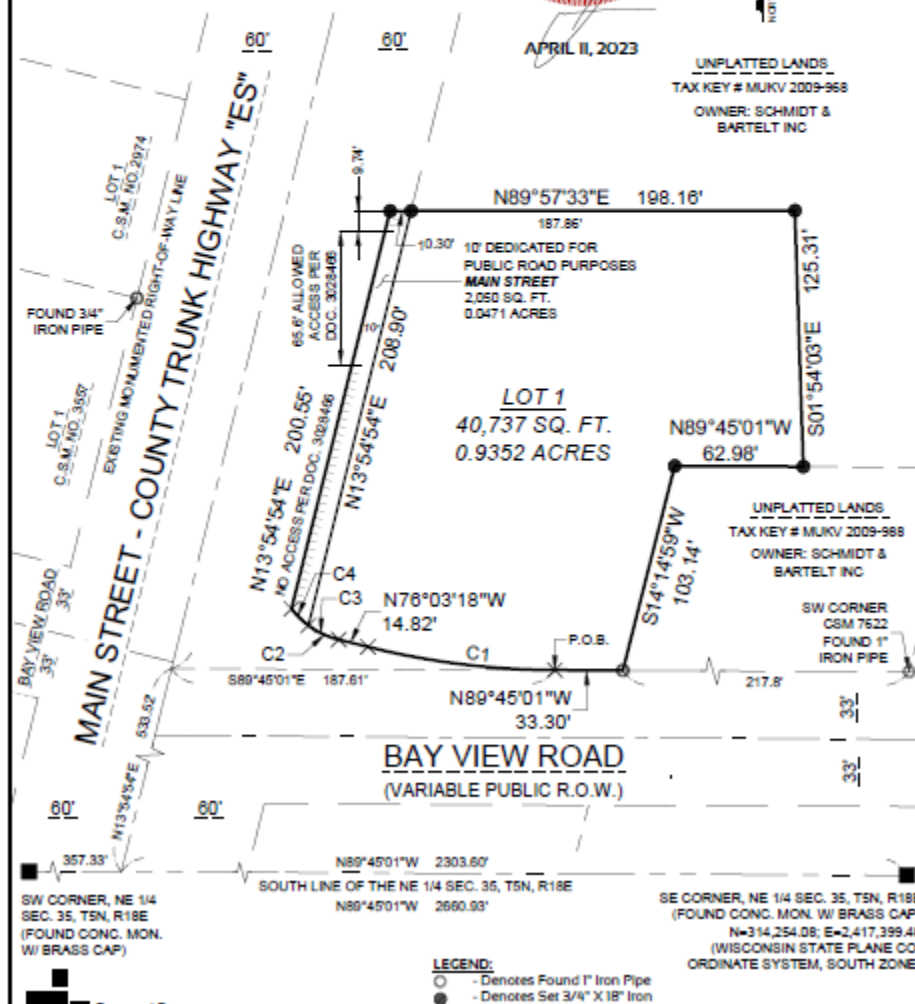 60'
60'
APRIL 11, 2023
UNPLATTED LANDS
TAX KEY # MUKV 2009-968
OWNER: SCHMIDT &
BARTELT INC
LOT 1
C.S.M. NO. 2974
EXISTING MONUMENTED RIGHT-OF-WAY LINE
MAIN STREET - COUNTY TRUNK HIGHWAY "ES"
9.74'
N89°57'33"E 198.16'
187.86'
10.30'
10' DEDICATED FOR
PUBLIC ROAD PURPOSES
MAIN STREET
2,050 SQ. FT.
0.0471 ACRES
65.6' ALLOWED
ACCESS PER
DOC. 3028466
10'
FOUND 3/4"
IRON PIPE
LOT 1
C.S.M. NO. 3557
S01°54'03"E 125.31'
N13°54'54"E 208.90'
N13°54'54"E 200.55'
NO ACCESS PER DOC. 3028466
LOT 1
40,737 SQ. FT.
0.9352 ACRES
N89°45'01"W
62.98'
S14°14'59"W
103.14'
UNPLATTED LANDS
TAX KEY # MUKV 2009-988
OWNER: SCHMIDT &
BARTELT INC
SW CORNER
CSM 7622
FOUND 1"
IRON PIPE
C4
C3
N76°03'18"W
14.82'
C2
C1
P.O.B.
S89°45'01"E 187.61'
N89°45'01"W
33.30'
217.8'
BAY VIEW ROAD
33'
33'
533.52
N13°54'54"E
33'
33'
BAY VIEW ROAD
(VARIABLE PUBLIC R.O.W.)
60'
60'
357.33'
N89°45'01"W 2303.60'
SOUTH LINE OF THE NE 1/4 SEC. 35, T5N, R18E
N89°45'01"W 2660.93'
SW CORNER, NE 1/4
SEC. 35, T5N, R18E
(FOUND CONC. MON.
W/ BRASS CAP)
SE CORNER, NE 1/4 SEC. 35, T5N, R18E
(FOUND CONC. MON. W/ BRASS CAP
N=314,254.08; E=2,417,399.4
(WISCONSIN STATE PLANE CO
ORDINATE SYSTEM, SOUTH ZONE
LEGEND:
- Denotes Found 1" Iron Pipe
- Denotes Set 3/4" X 18" Iron